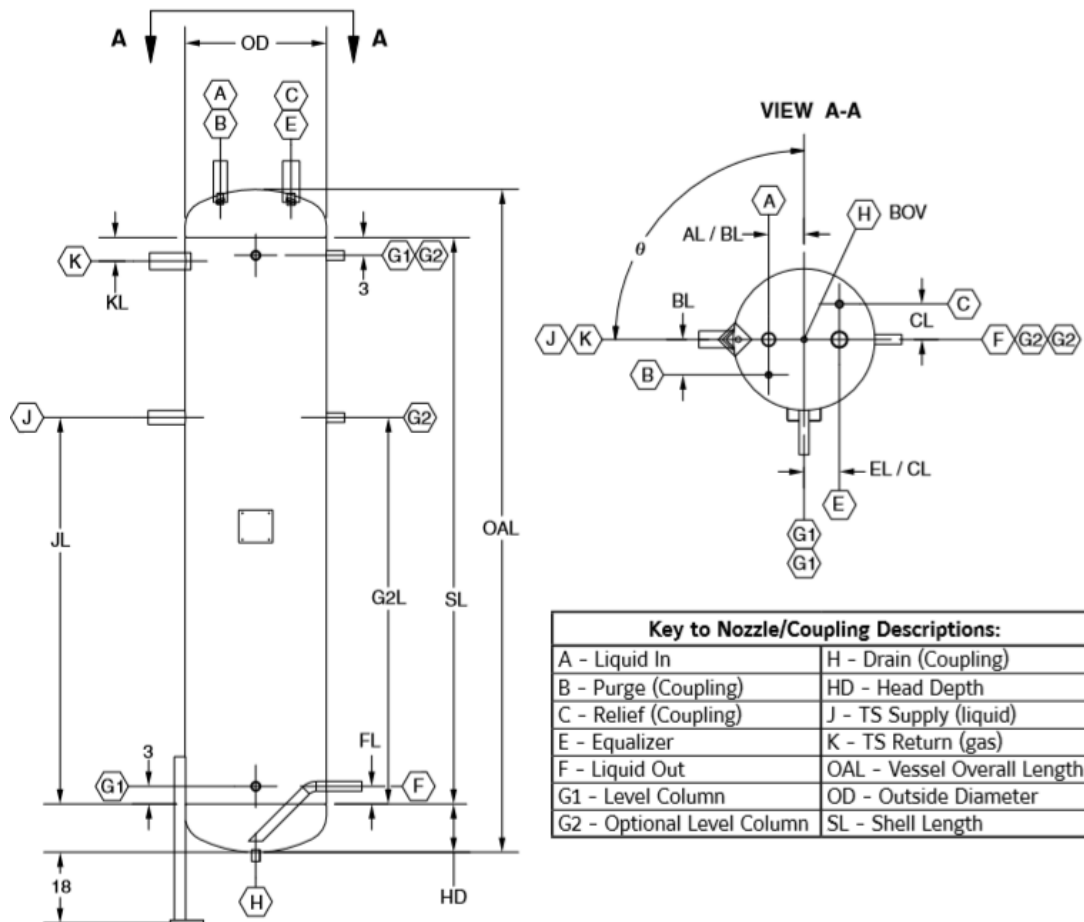 A
A
OD
A
C
B
E
VIEW A-A
A
H
BOV
AL / BL
θ
K
G1
G2
KL
3
BL
C
CL
J
K
F
G2
G2
B
J
G2
EL / CL
E
OAL
JL
G2L
SL
G1
G1
Key to Nozzle/Coupling Descriptions:
A - Liquid In
H - Drain (Coupling)
B - Purge (Coupling)
HD - Head Depth
C - Relief (Coupling)
J - TS Supply (liquid)
E - Equalizer
K - TS Return (gas)
F - Liquid Out
OAL - Vessel Overall Length
G1 - Level Column
OD - Outside Diameter
G2 - Optional Level Column
SL - Shell Length
3
FL
G1
F
18
H
HD